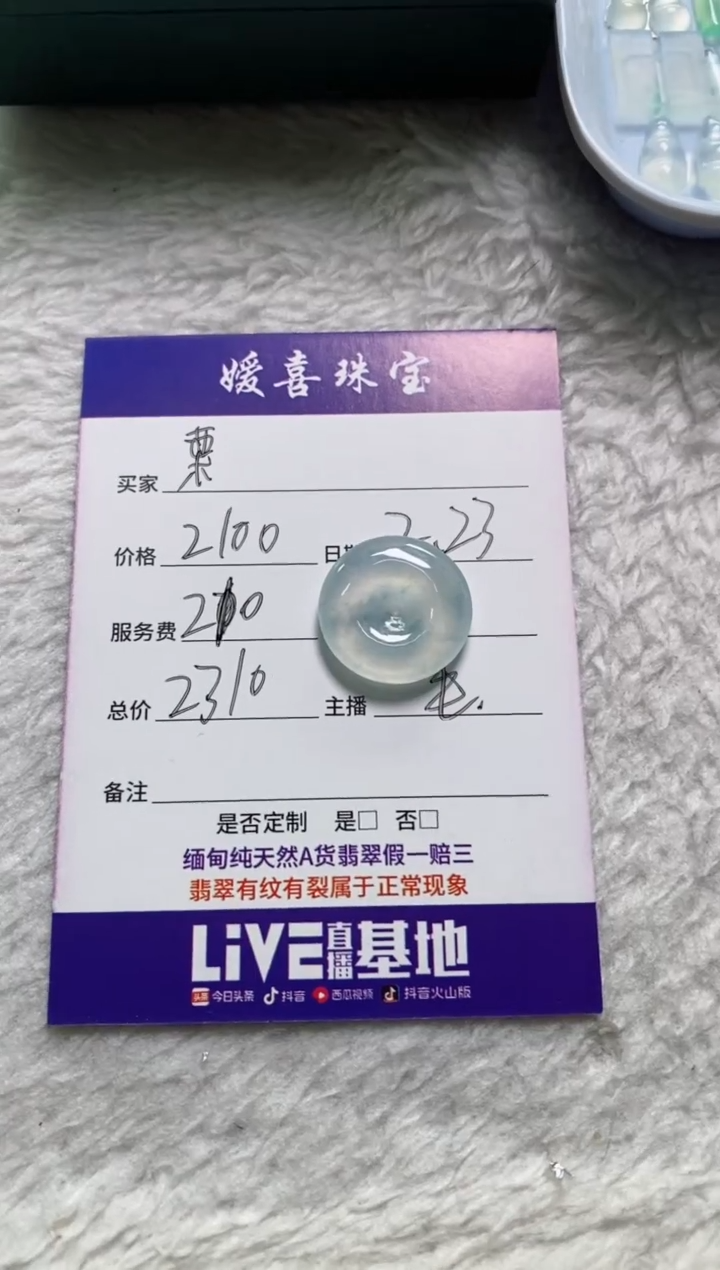 媛喜珠宝
买家 栗
价格 2100 日期 2.23
服务费 210
总价 2310 主播
备注
是否定制 是□ 否□
缅甸纯天然A货翡翠假一赔三
翡翠有纹有裂属于正常现象
LiVE直播基地
头条 今日头条 抖音 西瓜视频 抖音火山版